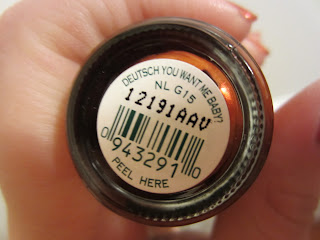 DEUTSCH YOU WANT ME BABY?
NL G15
12191AAV
0 943291 0
PEEL HERE